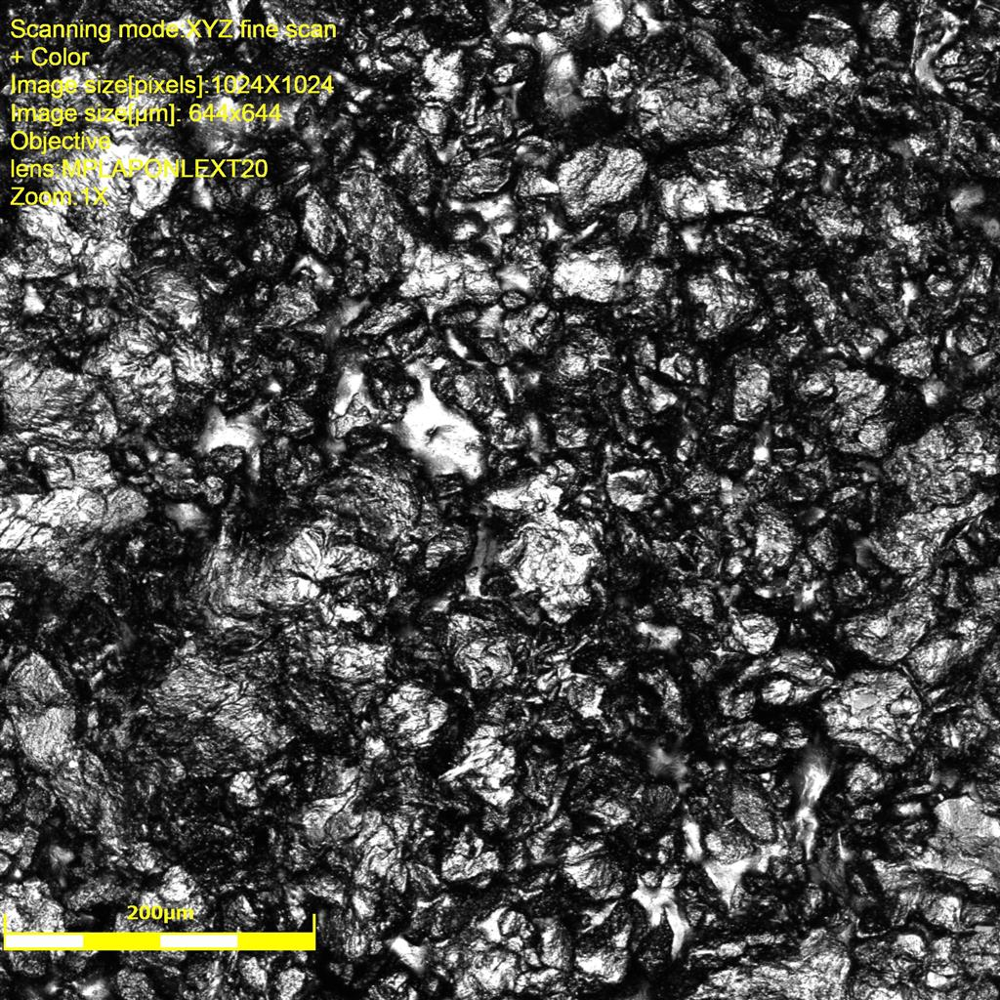 Scanning mode:XYZ fine scan
+ Color
Image size[pixels]:1024X1024
Image size[µm]: 644x644
Objective
lens:MPLAPONLEXT20
Zoom:1X
200µm